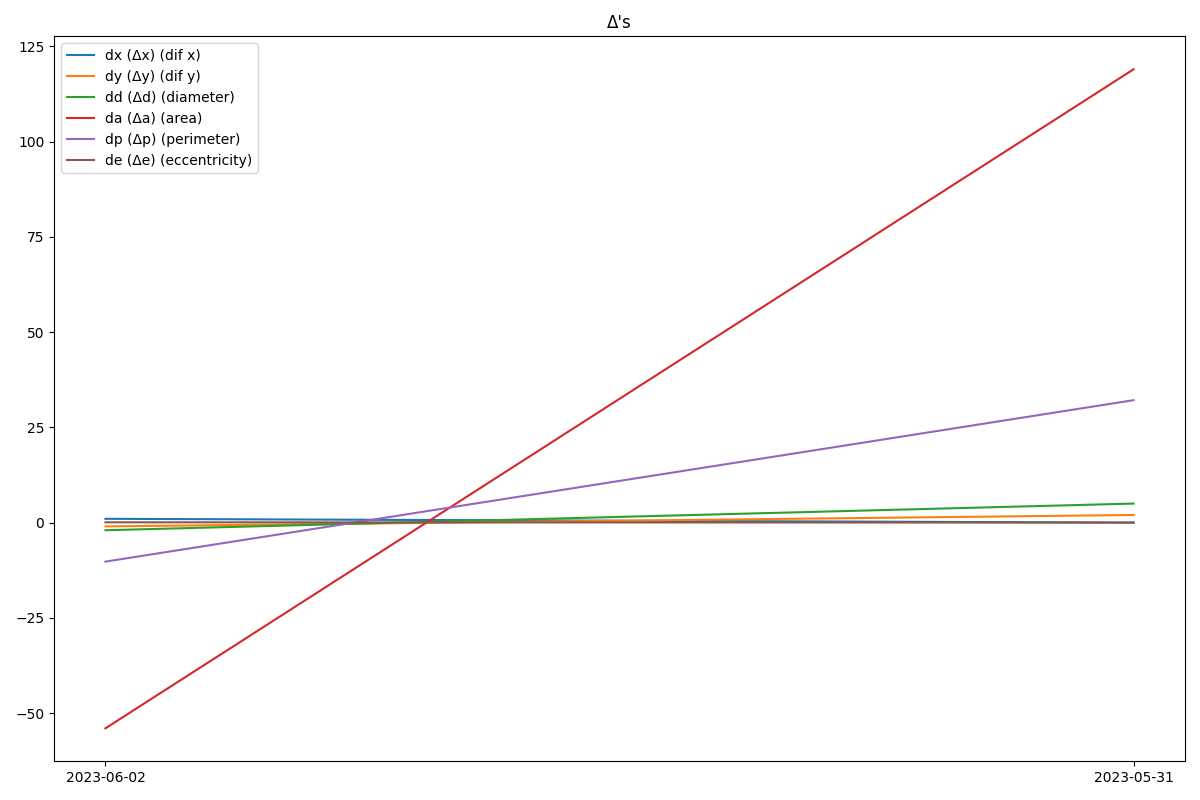 Δ's
125
100
75
50
25
0
−25
−50
dx (Δx) (dif x)
dy (Δy) (dif y)
dd (Δd) (diameter)
da (Δa) (area)
dp (Δp) (perimeter)
de (Δe) (eccentricity)
2023-06-02
2023-05-31